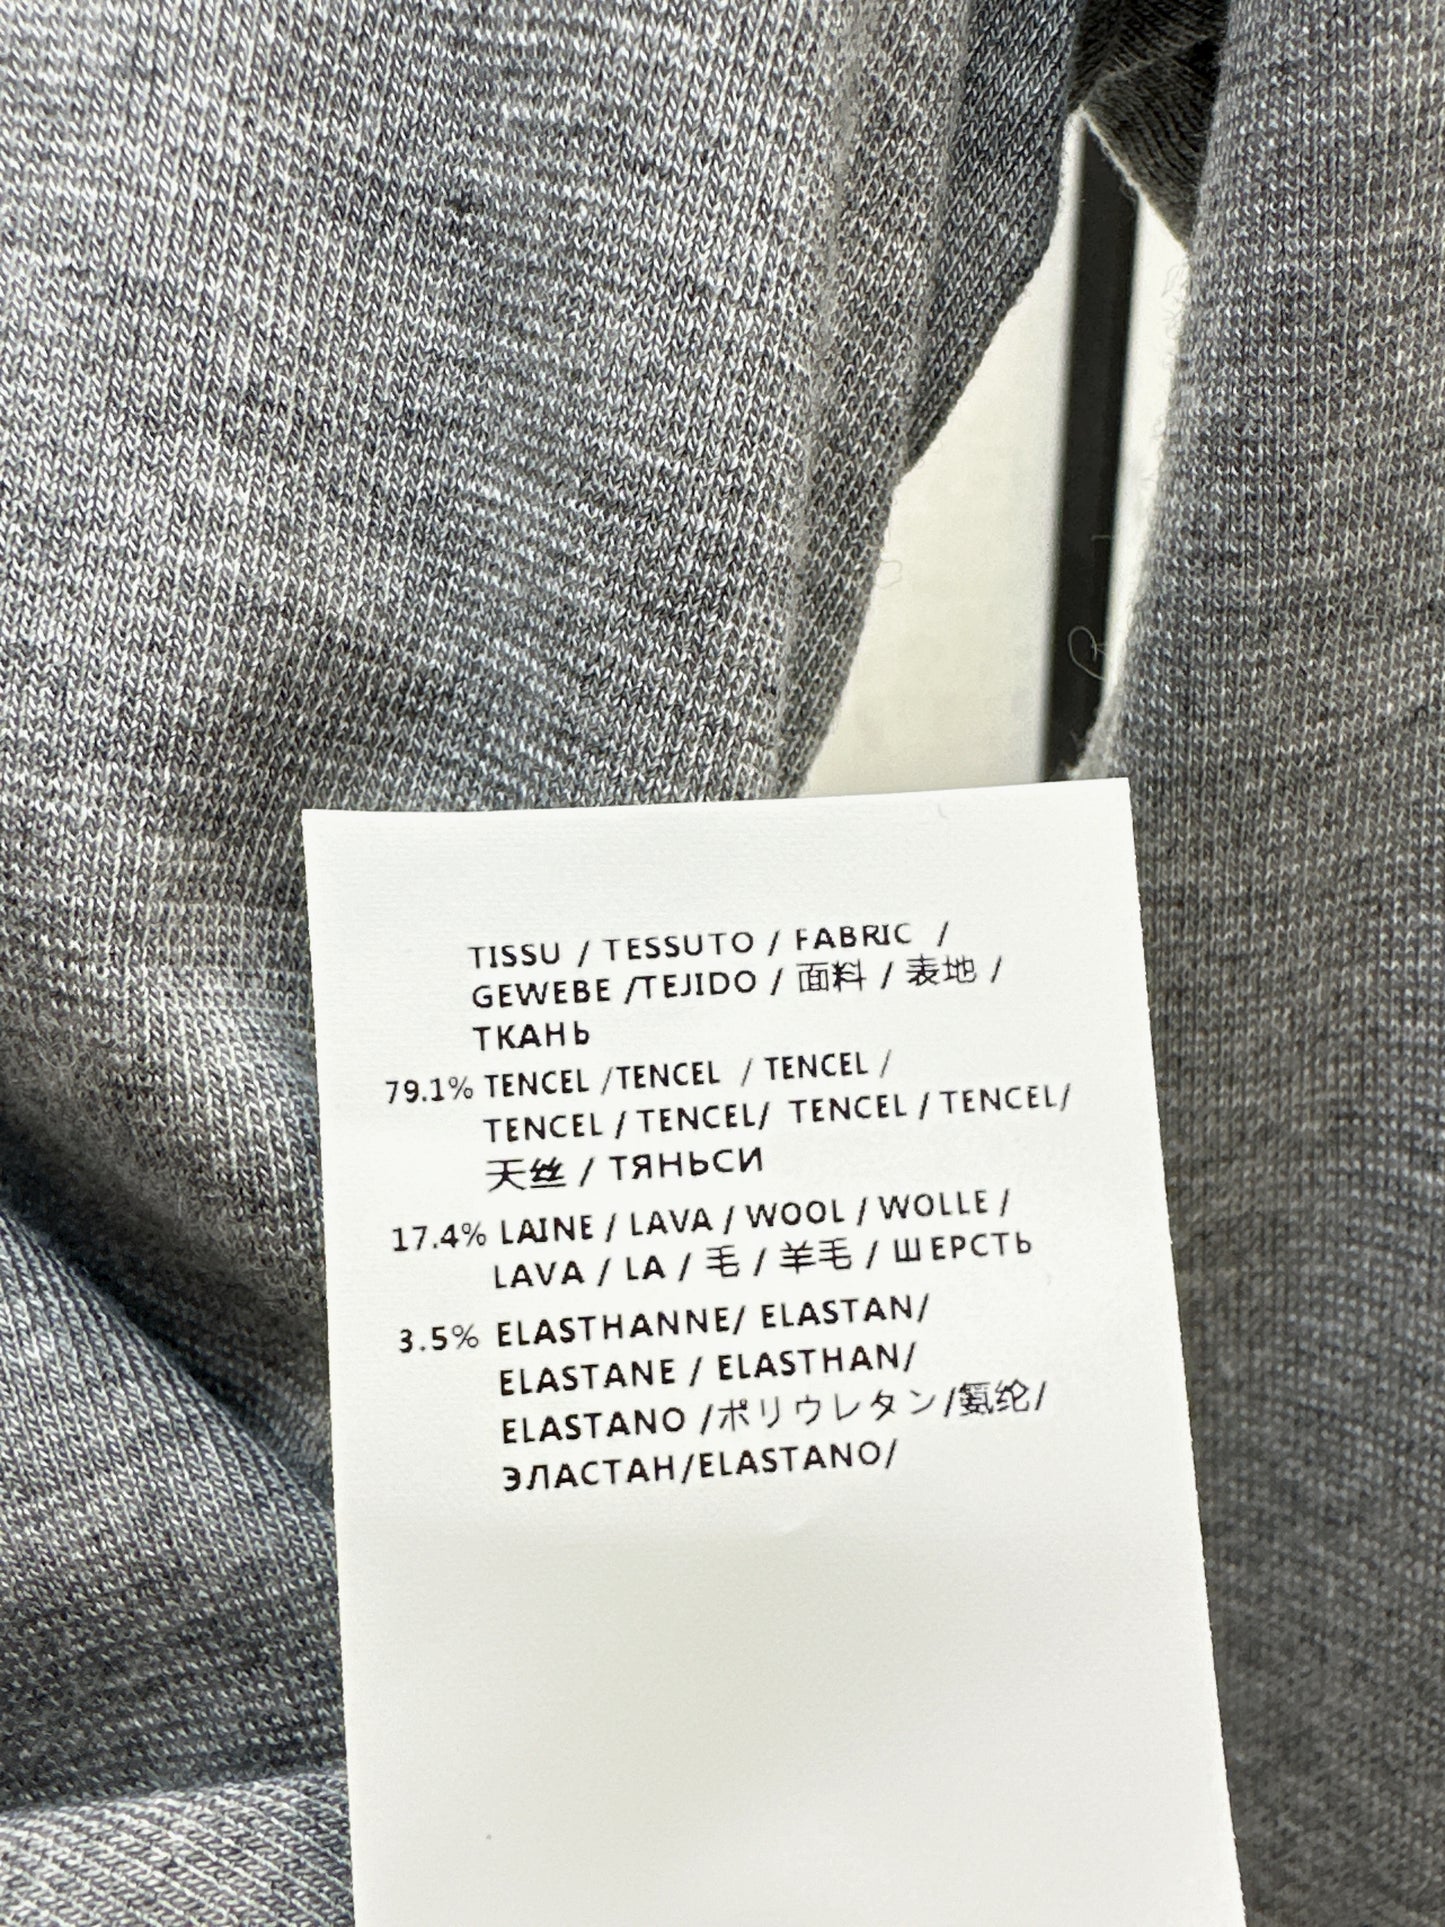 TISSU / TESSUTO / FABRIC /
GEWEBE /TEJIDO / 面料 / 表地 /
ТКАНЬ
79.1% TENCEL /TENCEL / TENCEL /
TENCEL / TENCEL/ TENCEL / TENCEL/
天丝 / ТЯНЬСИ
17.4% LAINE / LAVA / WOOL / WOLLE /
LAVA / LA / 毛 / 羊毛 / ШЕРСТЬ
3.5% ELASTHANNE/ ELASTAN/
ELASTANE / ELASTHAN/
ELASTANO /ポリウレタン/氨纶/
ЭЛАСТАН/ELASTANO/